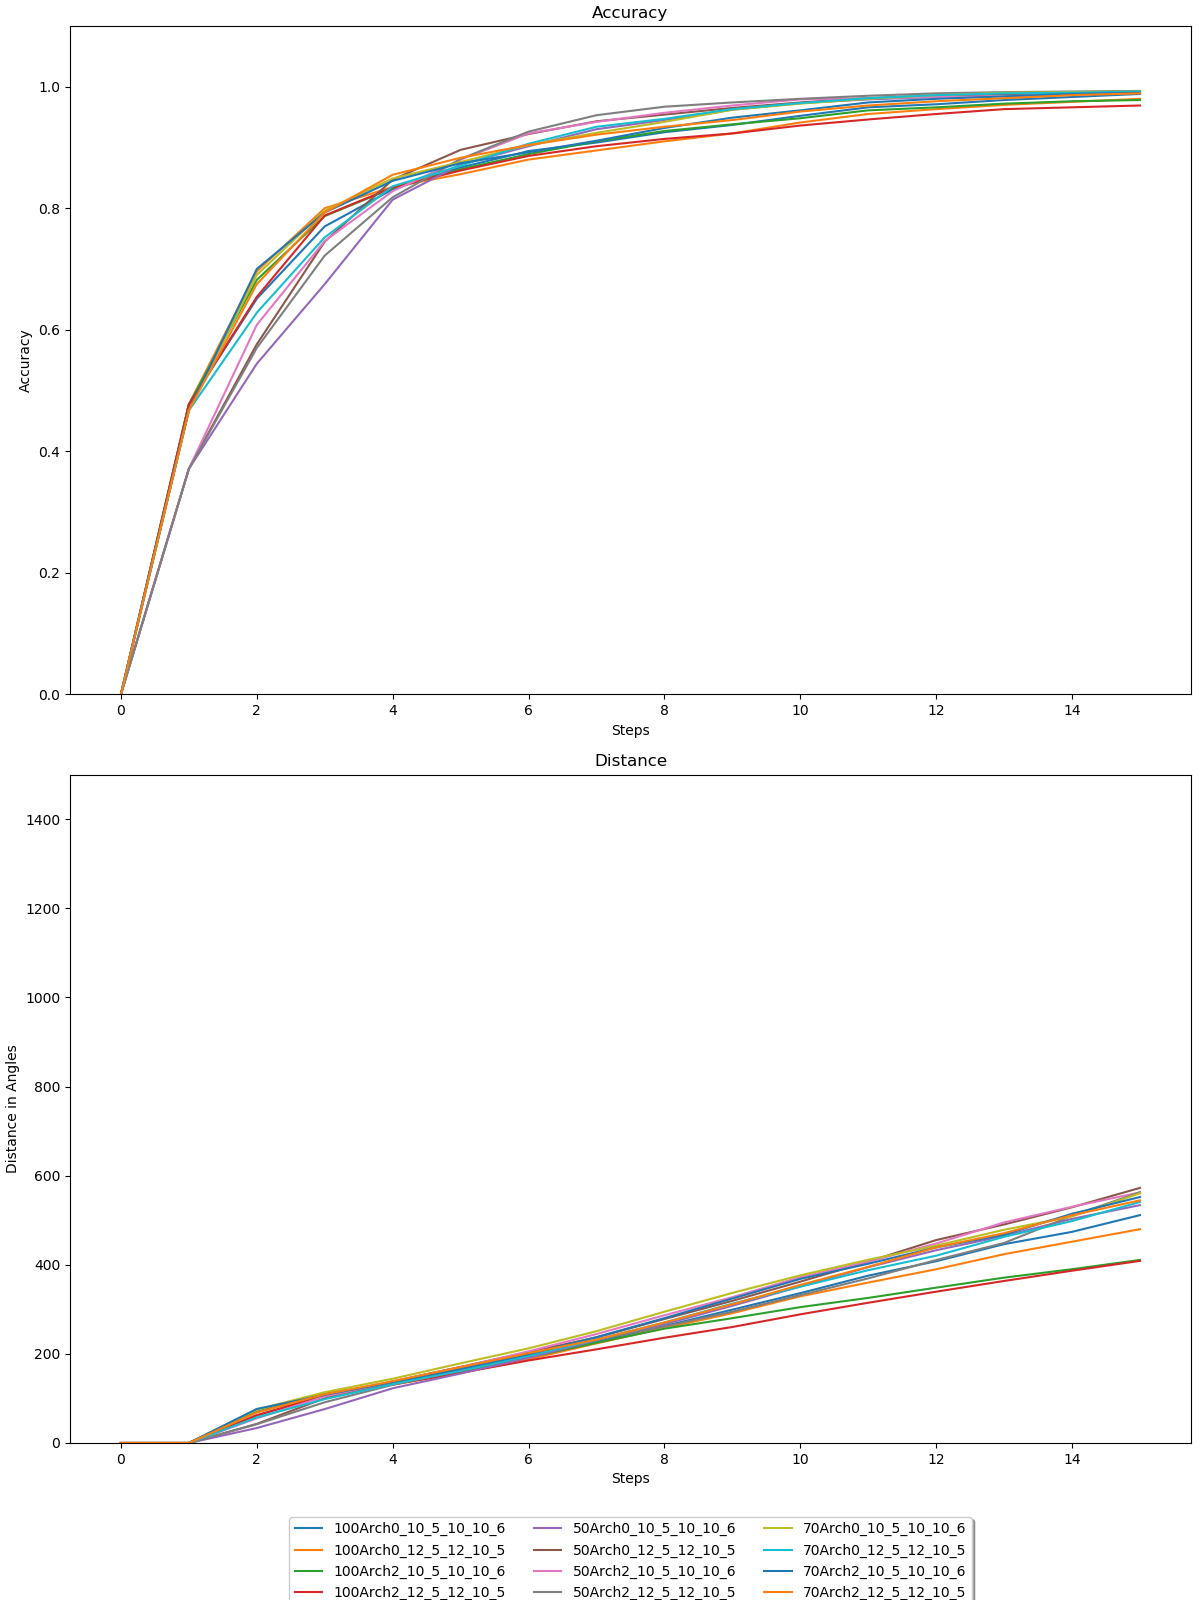 Accuracy
1.0
0.8
0.6
0.4
0.2
0.0
Accuracy
0 2 4 6 8 10 12 14
Steps
Distance
1400
1200
1000
800
600
400
200
0
Distance in Angles
0 2 4 6 8 10 12 14
Steps
100Arch0_10_5_10_10_6 50Arch0_10_5_10_10_6 70Arch0_10_5_10_10_6
100Arch0_12_5_12_10_5 50Arch0_12_5_12_10_5 70Arch0_12_5_12_10_5
100Arch2_10_5_10_10_6 50Arch2_10_5_10_10_6 70Arch2_10_5_10_10_6
100Arch2_12_5_12_10_5 50Arch2_12_5_12_10_5 70Arch2_12_5_12_10_5